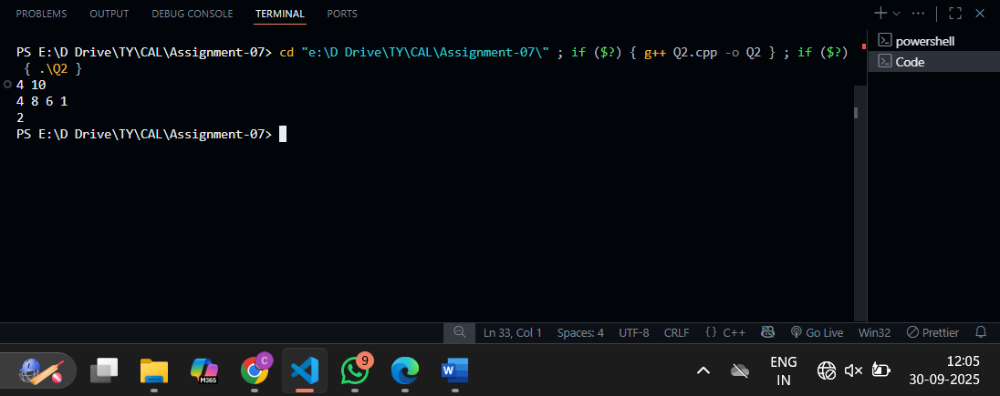 PROBLEMS OUTPUT DEBUG CONSOLE TERMINAL PORTS
PS E:\D Drive\TY\CAL\Assignment-07> cd "e:\D Drive\TY\CAL\Assignment-07\" ; if ($?) { g++ Q2.cpp -o Q2 } ; if ($?)
{ .\Q2 }
4 10
4 8 6 1
2
PS E:\D Drive\TY\CAL\Assignment-07>
powershell
Code
Ln 33, Col 1 Spaces: 4 UTF-8 CRLF {} C++ Go Live Win32 Prettier
M365
C
9
ENG
IN
12:05
30-09-2025